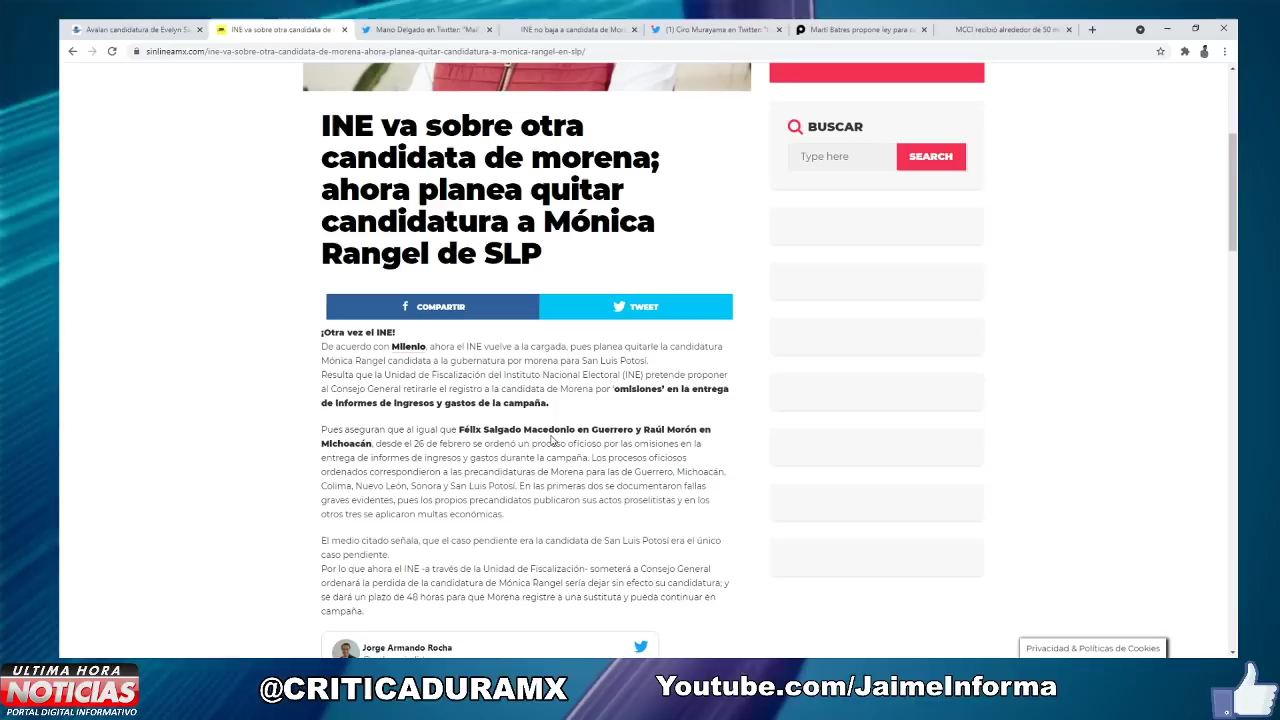 Avalan candidatura de Evelyn Sa
INE va sobre otra candidata de
Mano Delgado en Twitter: "Mai
INE no baja a candidata de Mor
(1) Ciro Murayama en Twitter: "
Martí Batres propone ley para
MCCI recibió alrededor de 50 m
sinlineamx.com/ine-va-sobre-otra-candidata-de-morena-ahora-planea-quitar-candidatura-a-monica-rangel-en-slp/
INE va sobre otra
candidata de morena;
ahora planea quitar
candidatura a Mónica
Rangel de SLP
COMPARTIR
TWEET
¡Otra vez el INE!
De acuerdo con Milenio, ahora el INE vuelve a la cargada, pues planea quitarle la candidatura
Mónica Rangel candidata a la gubernatura por morena para San Luis Potosí.
Resulta que la Unidad de Fiscalización del Instituto Nacional Electoral (INE) pretende proponer
al Consejo General retirarle el registro a la candidata de Morena por 'omisiones' en la entrega
de informes de ingresos y gastos de la campaña.
Pues aseguran que al igual que Félix Salgado Macedonio en Guerrero y Raúl Morón en
Michoacán, desde el 26 de febrero se ordenó un proceso oficioso por las omisiones en la
entrega de informes de ingresos y gastos durante la campaña. Los procesos oficiosos
ordenados correspondieron a las precandidaturas de Morena para las de Guerrero, Michoacán,
Colima, Nuevo León, Sonora y San Luis Potosí. En las primeras dos se documentaron fallas
graves evidentes, pues los propios precandidatos publicaron sus actos proselitistas y en los
otros tres se aplicaron multas económicas.
El medio citado señala, que el caso pendiente era la candidata de San Luis Potosí era el único
caso pendiente.
Por lo que ahora el INE -a través de la Unidad de Fiscalización- someterá a Consejo General
ordenará la perdida de la candidatura de Mónica Rangel sería dejar sin efecto su candidatura; y
se dará un plazo de 48 horas para que Morena registre a una sustituta y pueda continuar en
campaña.
Jorge Armando Rocha
BUSCAR
Type here
SEARCH
Privacidad & Políticas de Cookies
ULTIMA HORA
NOTICIAS
PORTAL DIGITAL INFORMATIVO
@CRITICADURAMX
Youtube.com/JaimeInforma